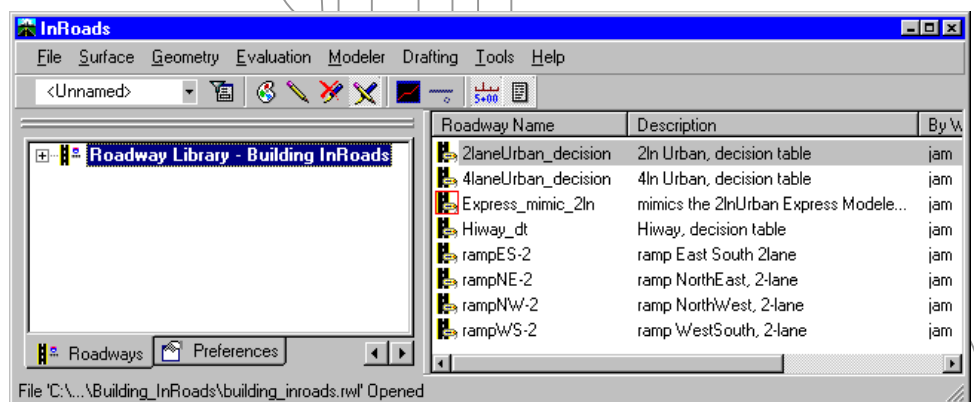 InRoads
File Surface Geometry Evaluation Modeler Drafting Tools Help
<Unnamed>
5+00
Roadway Library - Building InRoads
Roadways Preferences
Roadway Name Description By W
2laneUrban_decision 2ln Urban, decision table jam
4laneUrban_decision 4ln Urban, decision table jam
Express_mimic_2ln mimics the 2lnUrban Express Modele... jam
Hiway_dt Hiway, decision table jam
rampES-2 ramp East South 2lane jam
rampNE-2 ramp NorthEast, 2-lane jam
rampNW-2 ramp NorthWest, 2-lane jam
rampWS-2 ramp WestSouth, 2-lane jam
File 'C:\...\Building_InRoads\building_inroads.rwl' Opened